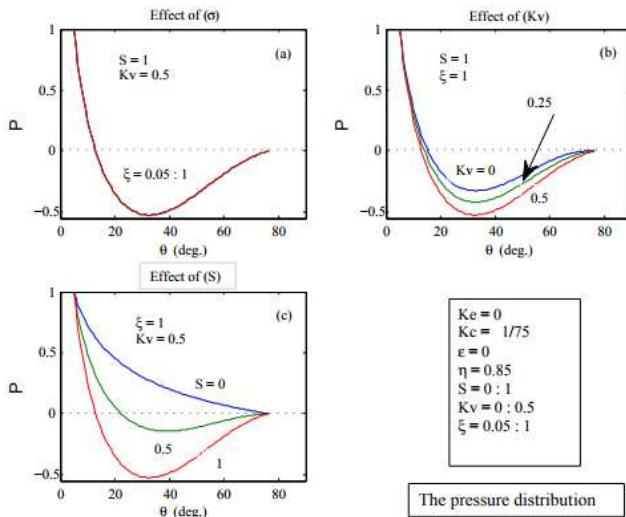 Effect of (σ)
(a)
S = 1
Kv = 0.5
ξ = 0.05 : 1
P
1
0.5
0
−0.5
0 20 40 60 80
θ (deg.)
Effect of (Kv)
(b)
S = 1
ξ = 1
0.25
Kv = 0
0.5
P
1
0.5
0
−0.5
0 20 40 60 80
θ (deg.)
Effect of (S)
(c)
ξ = 1
Kv = 0.5
S = 0
0.5
1
P
1
0.5
0
−0.5
0 20 40 60 80
θ (deg.)
Ke = 0
Kc = 1/75
ε = 0
η = 0.85
S = 0 : 1
Kv = 0 : 0.5
ξ = 0.05 : 1
The pressure distribution